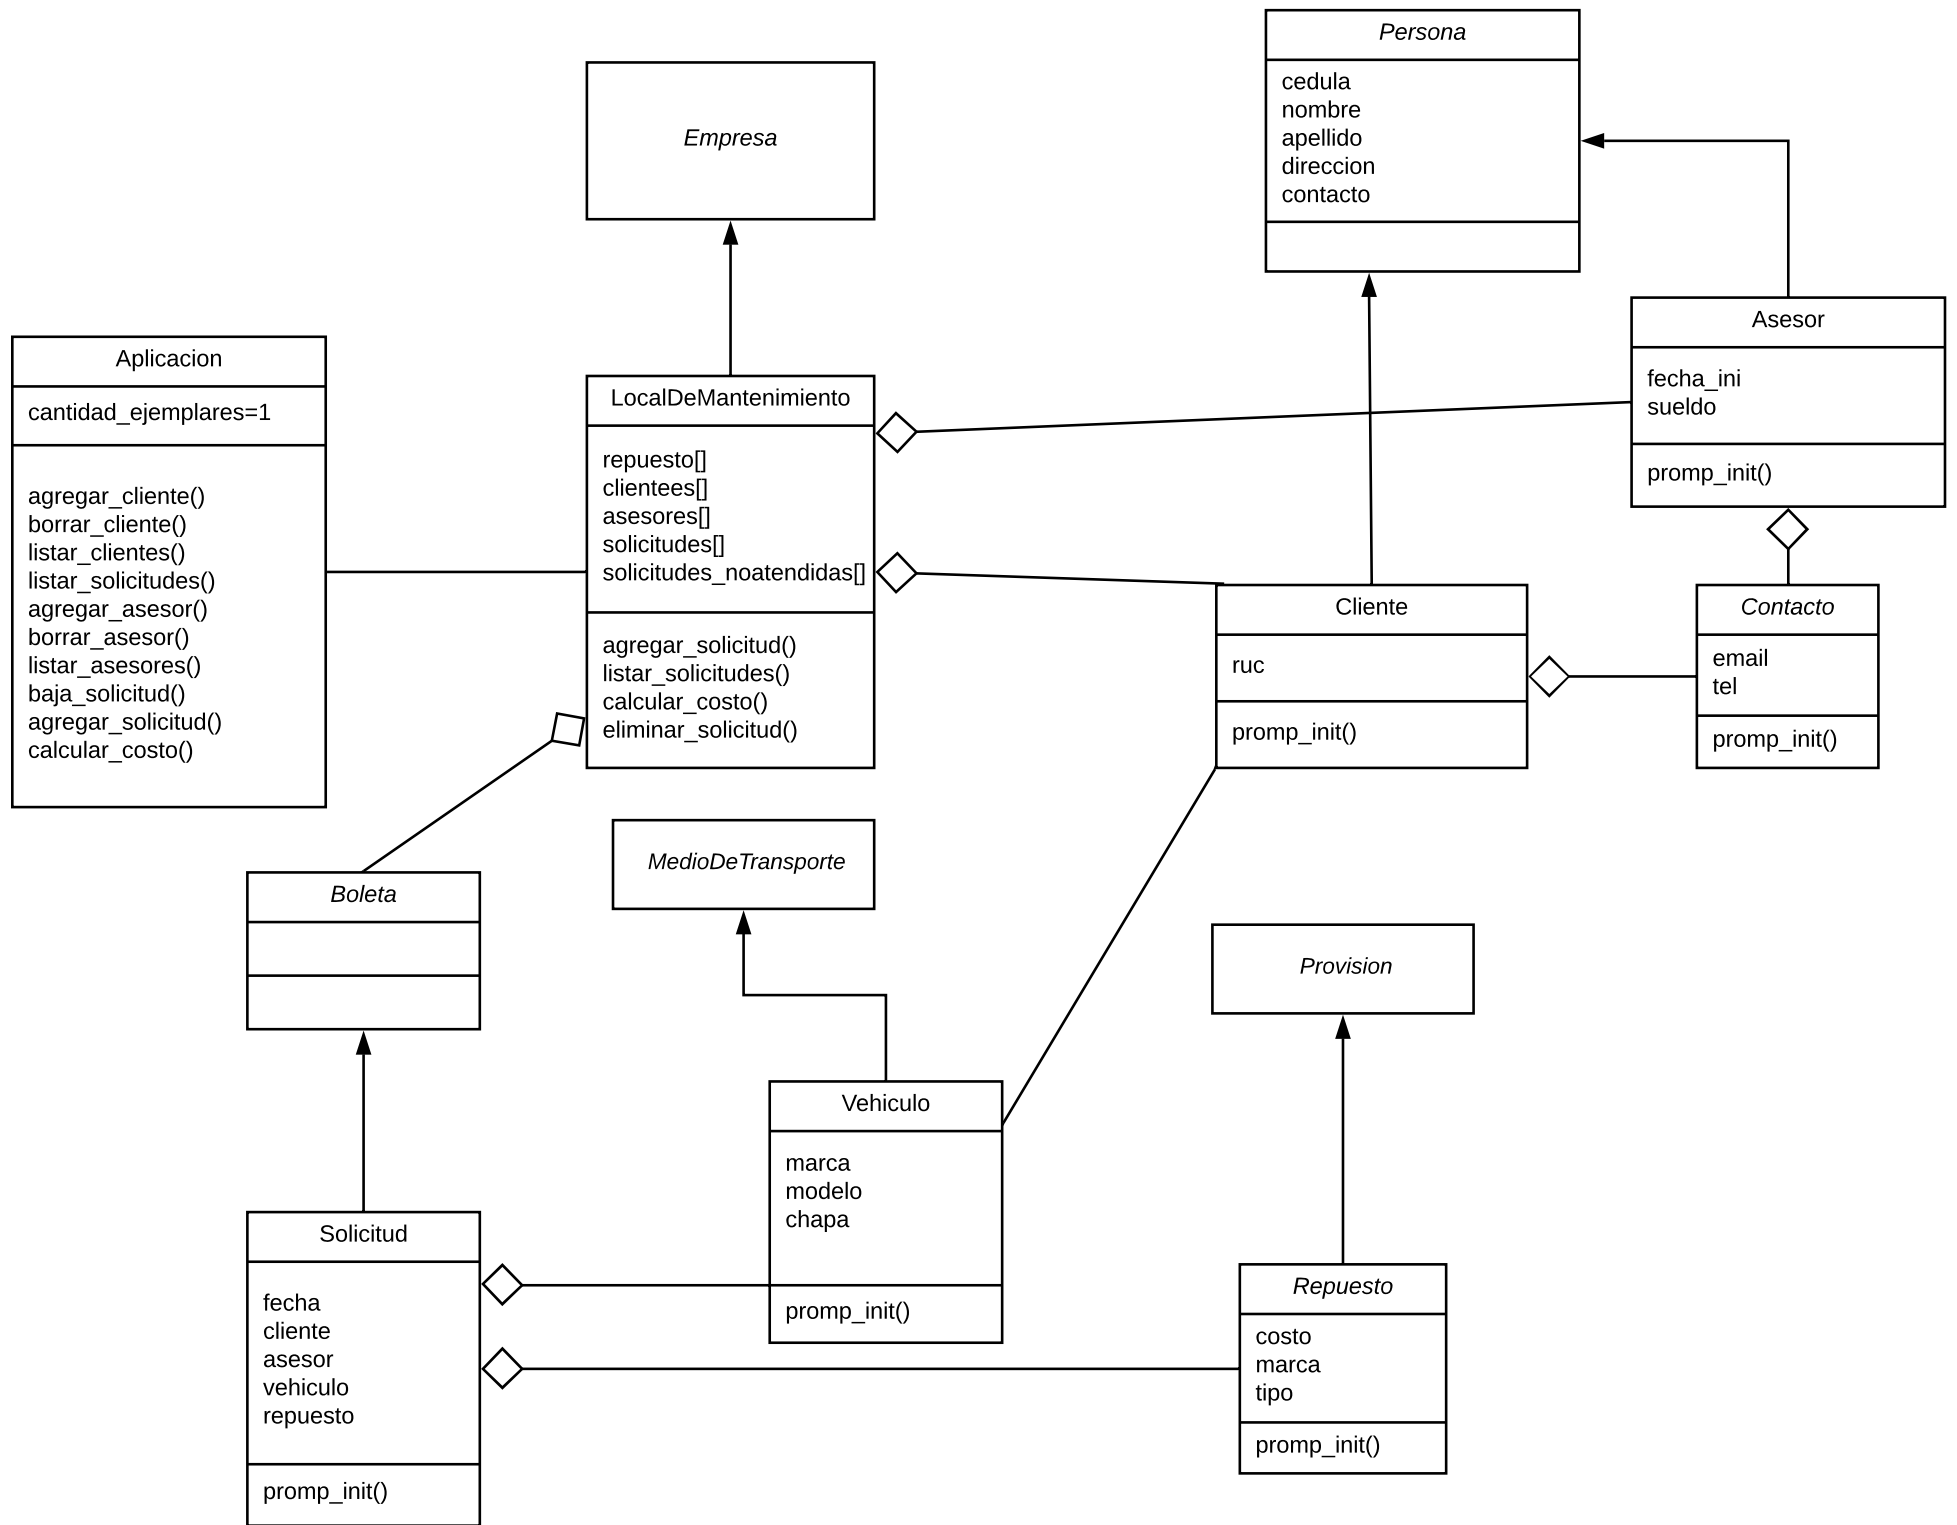 Persona
cedula
nombre
apellido
direccion
contacto
Empresa
Asesor
fecha_ini
sueldo
promp_init()
Aplicacion
cantidad_ejemplares=1
agregar_cliente()
borrar_cliente()
listar_clientes()
listar_solicitudes()
agregar_asesor()
borrar_asesor()
listar_asesores()
baja_solicitud()
agregar_solicitud()
calcular_costo()
LocalDeMantenimiento
repuesto[]
clientees[]
asesores[]
solicitudes[]
solicitudes_noatendidas[]
agregar_solicitud()
listar_solicitudes()
calcular_costo()
eliminar_solicitud()
Cliente
ruc
promp_init()
Contacto
email
tel
promp_init()
MedioDeTransporte
Boleta
Provision
Vehiculo
marca
modelo
chapa
promp_init()
Solicitud
fecha
cliente
asesor
vehiculo
repuesto
promp_init()
Repuesto
costo
marca
tipo
promp_init()